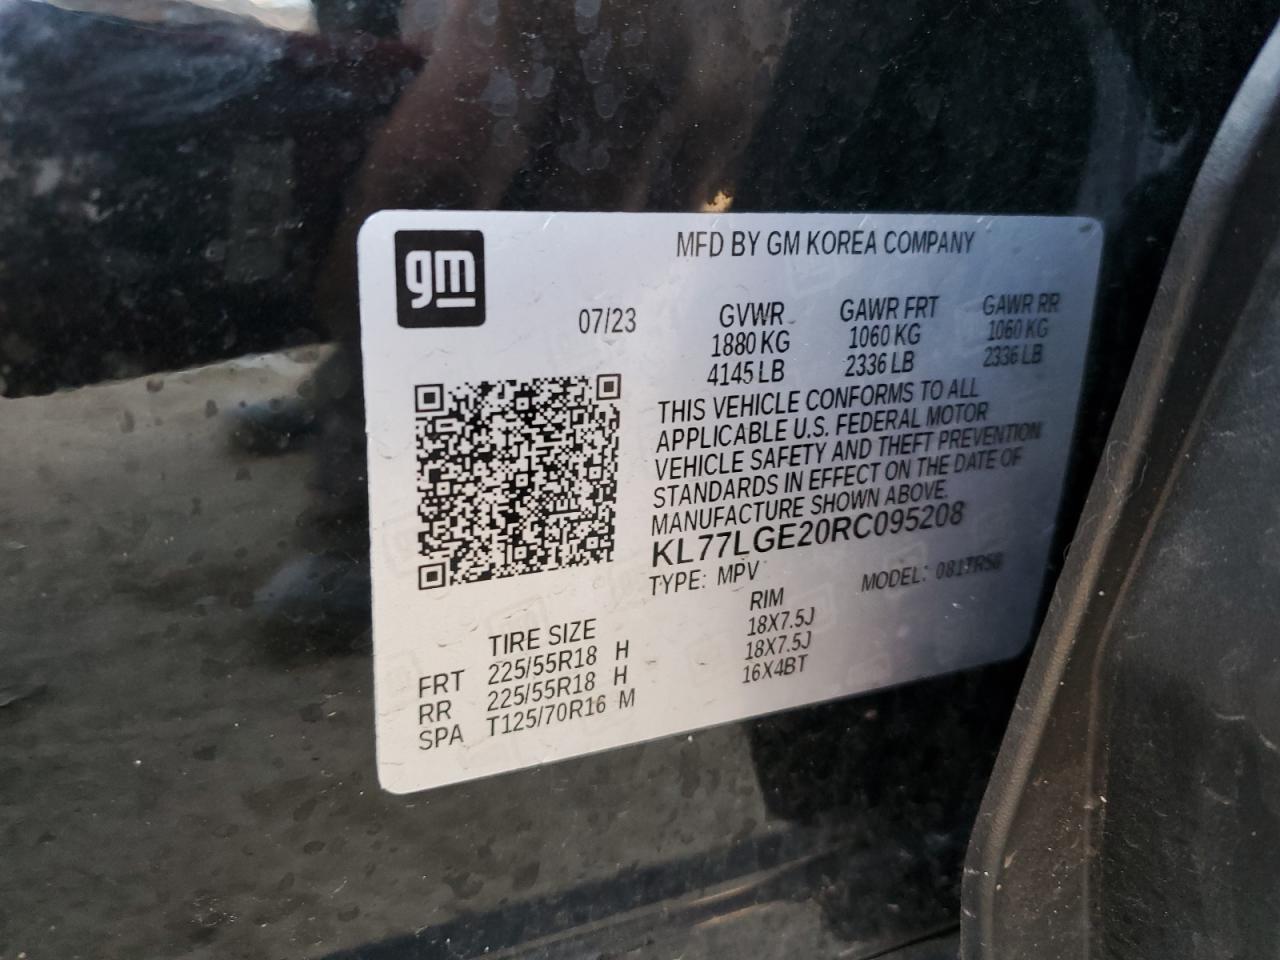 gm
MFD BY GM KOREA COMPANY
07/23
GVWR GAWR FRT GAWR RR
1880 KG 1060 KG 1060 KG
4145 LB 2336 LB 2336 LB
THIS VEHICLE CONFORMS TO ALL
APPLICABLE U.S. FEDERAL MOTOR
VEHICLE SAFETY AND THEFT PREVENTION
STANDARDS IN EFFECT ON THE DATE OF
MANUFACTURE SHOWN ABOVE.
KL77LGE20RC095208
TYPE: MPV MODEL:
TIRE SIZE RIM
FRT 225/55R18 H 18X7.5J
RR 225/55R18 H 18X7.5J
SPA T125/70R16 M 16X4BT